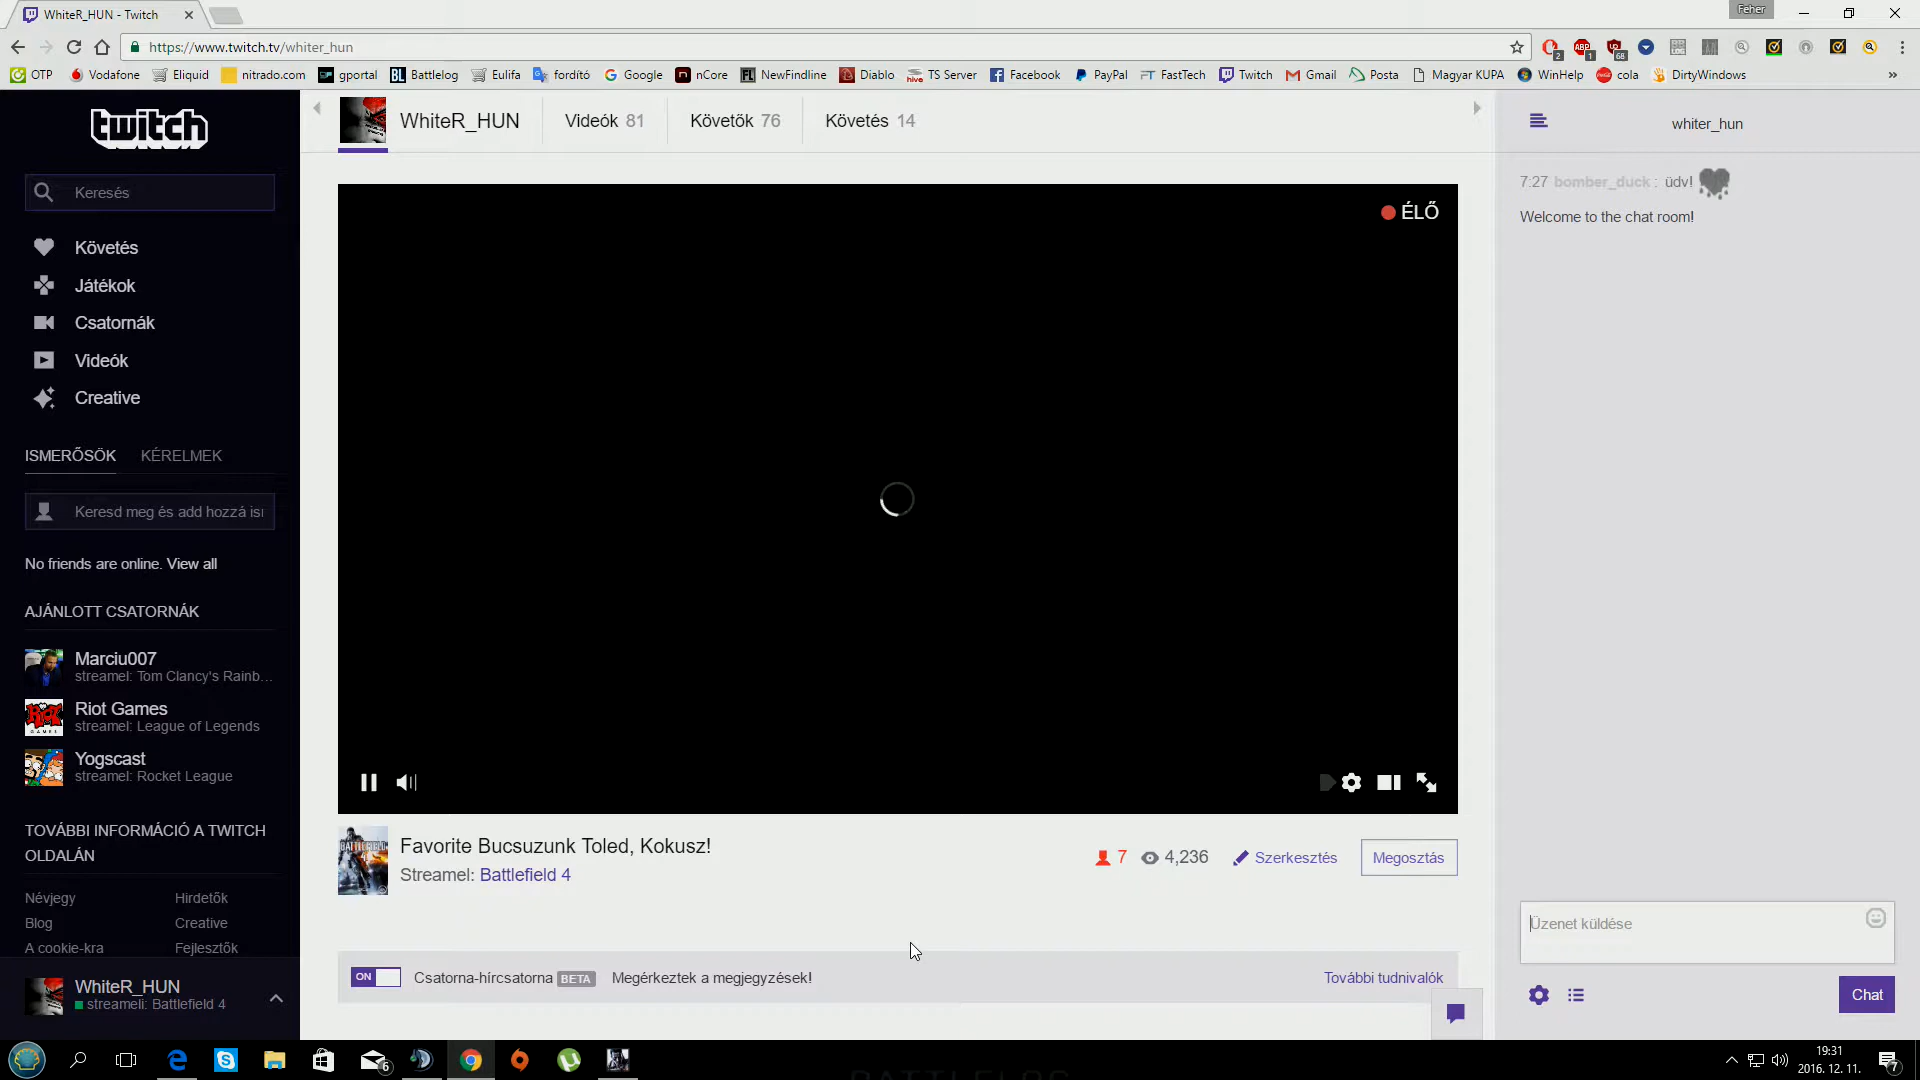 WhiteR_HUN - Twitch
Feher
https://www.twitch.tv/whiter_hun
OTP Vodafone Eliquid nitrado.com gportal Battlelog Eulifa fordító Google nCore NewFindline Diablo TS Server Facebook PayPal FastTech Twitch Gmail Posta Magyar KUPA WinHelp cola DirtyWindows
twitch
Keresés
Követés
Játékok
Csatornák
Videók
Creative
ISMERŐSÖK KÉRELMEK
Keresd meg és add hozzá isr
No friends are online. View all
AJÁNLOTT CSATORNÁK
Marciu007
streamel: Tom Clancy's Rainb...
Riot Games
streamel: League of Legends
Yogscast
streamel: Rocket League
TOVÁBBI INFORMÁCIÓ A TWITCH
OLDALÁN
Névjegy Hirdetők
Blog Creative
A cookie-kra Fejlesztők
WhiteR_HUN
streameli: Battlefield 4
WhiteR_HUN Videók 81 Követők 76 Követés 14
ÉLŐ
Favorite Bucsuzunk Toled, Kokusz!
Streamel: Battlefield 4
7 4,236 Szerkesztés Megosztás
ON Csatorna-hírcsatorna BETA Megérkeztek a megjegyzések! További tudnivalók
whiter_hun
7:27 bomber_duck : üdv!
Welcome to the chat room!
Üzenet küldése
Chat
6
19:31
2016. 12. 11.
7